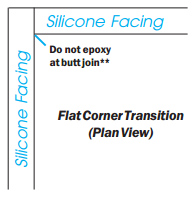 Silicone Facing
Do not epoxy
at butt join**
Silicone Facing
Flat Corner Transition
(Plan View)